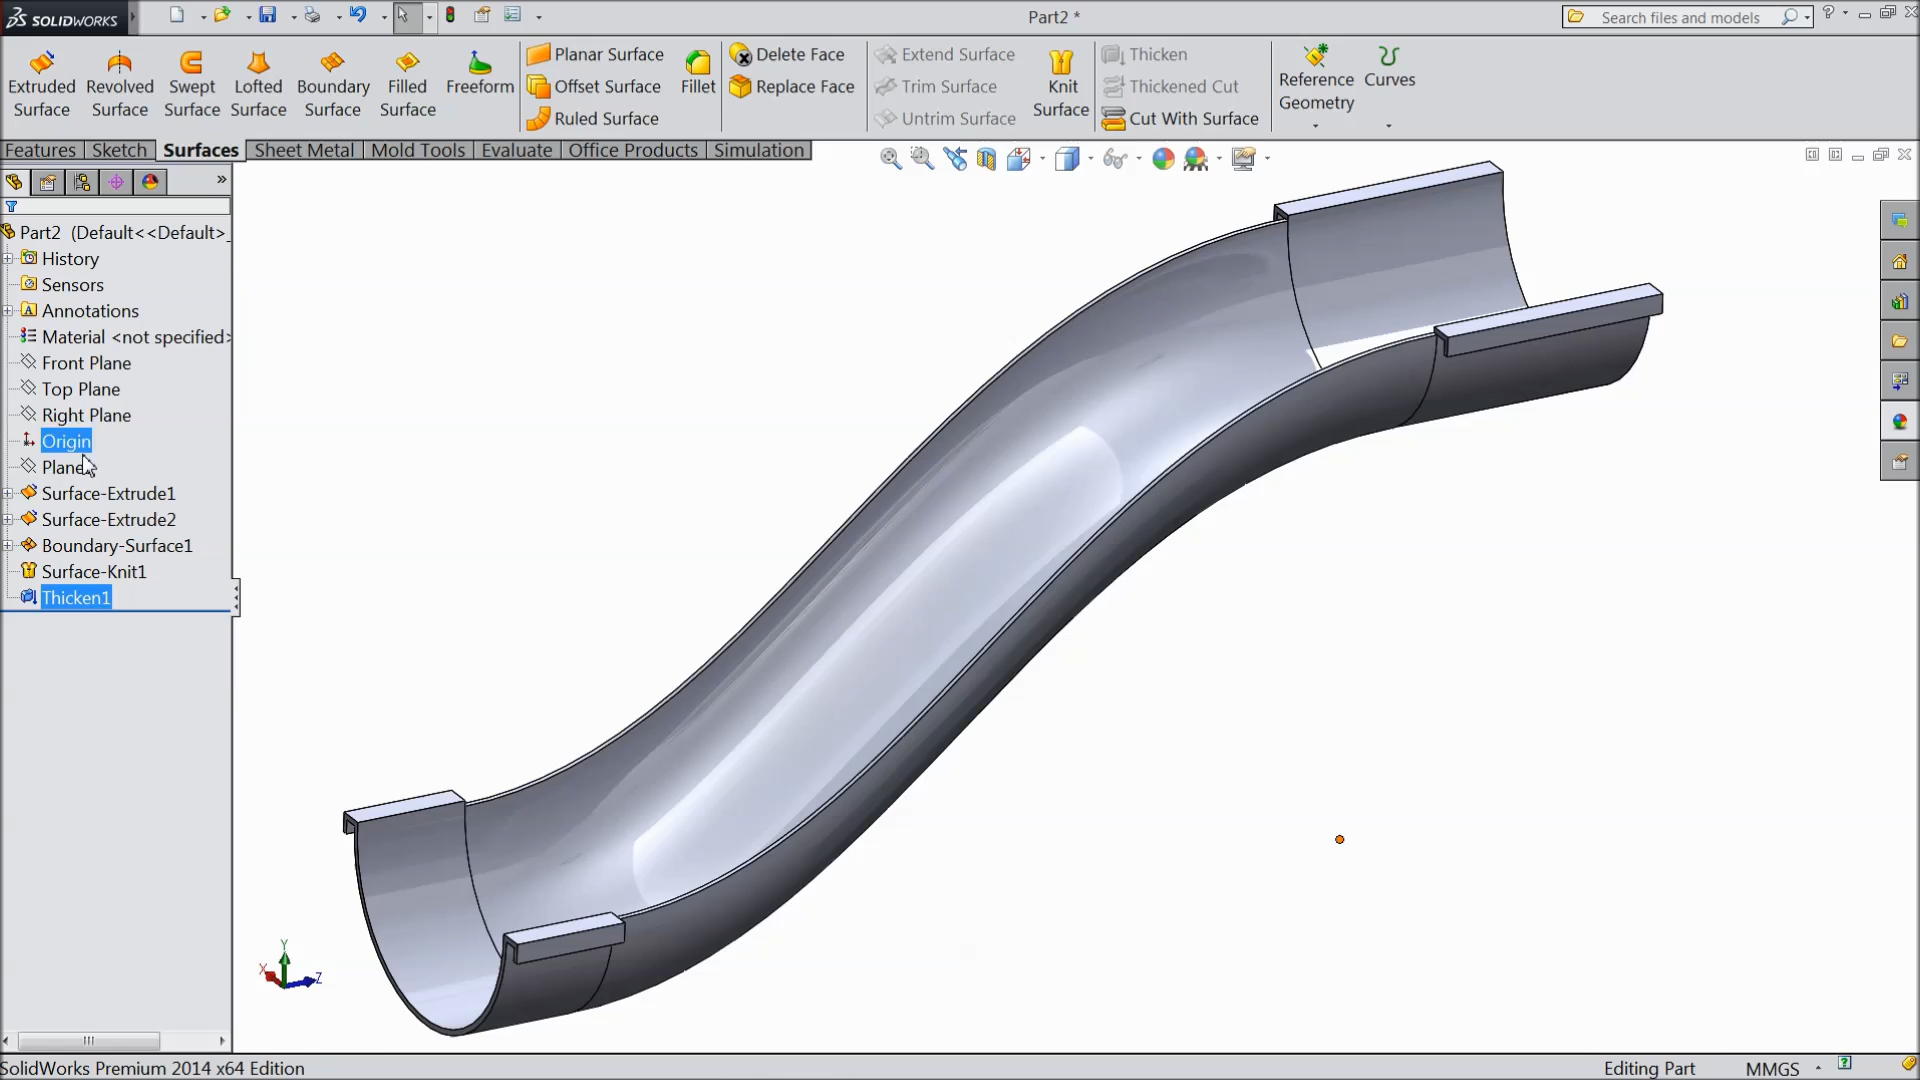 SOLIDWORKS
Part2 *
Search files and models
?
Extruded Surface
Revolved Surface
Swept Surface
Lofted Surface
Boundary Surface
Filled Surface
Freeform
Planar Surface
Offset Surface
Ruled Surface
Fillet
Delete Face
Replace Face
Extend Surface
Trim Surface
Untrim Surface
Knit Surface
Thicken
Thickened Cut
Cut With Surface
Reference Geometry
Curves
Features Sketch Surfaces Sheet Metal Mold Tools Evaluate Office Products Simulation
»
Part2 (Default<<Default>_
History
Sensors
Annotations
Material <not specified>
Front Plane
Top Plane
Right Plane
Origin
Surface-Extrude1
Surface-Extrude2
Boundary-Surface1
Surface-Knit1
Thicken1
Y
X
Z
SolidWorks Premium 2014 x64 Edition
Editing Part
MMGS